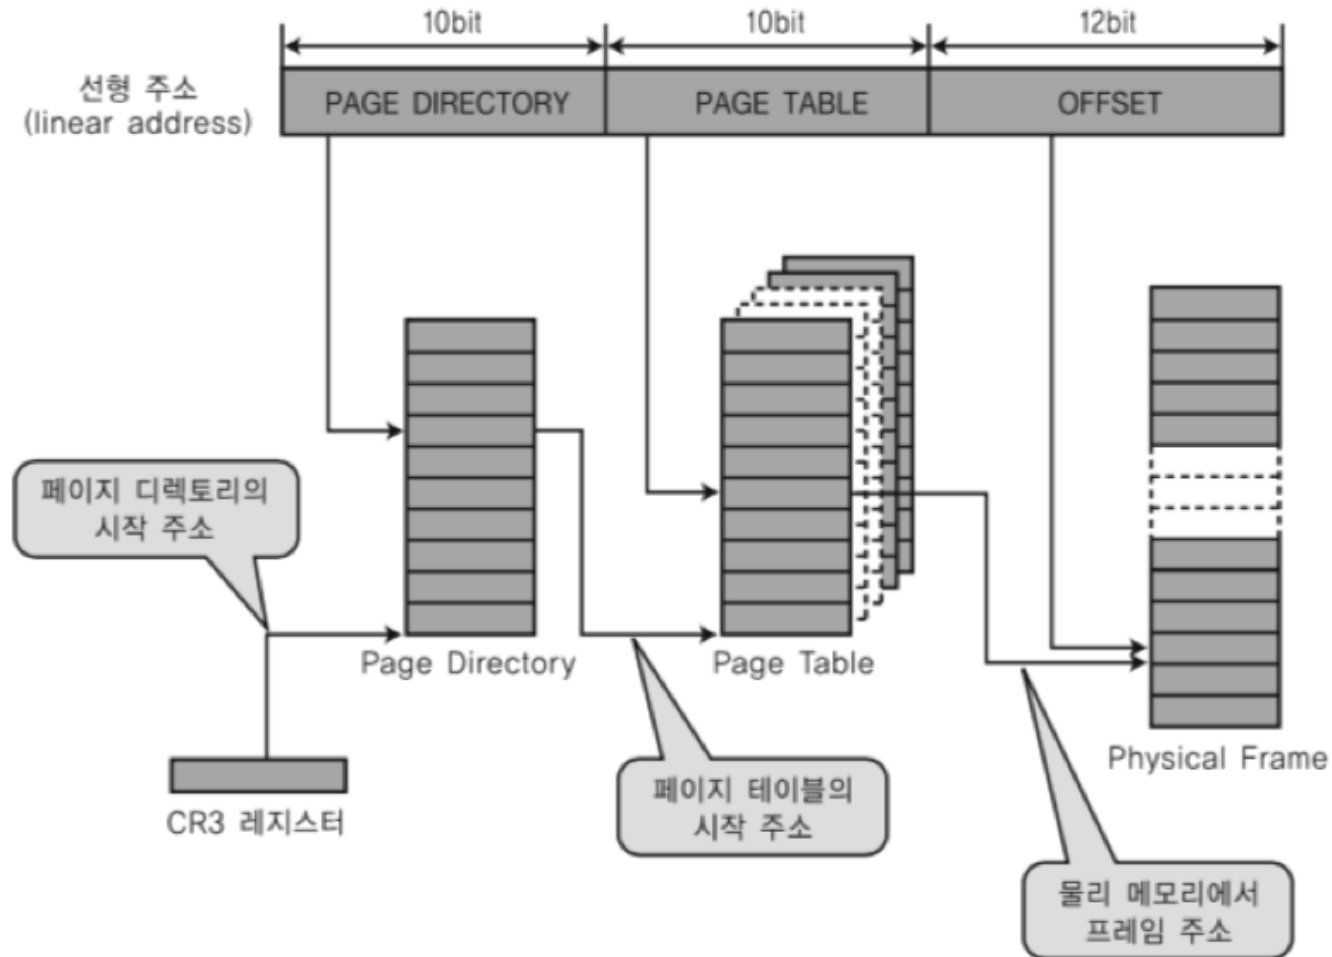 10bit
10bit
12bit
선형 주소
(linear address)
PAGE DIRECTORY
PAGE TABLE
OFFSET
페이지 디렉토리의
시작 주소
Page Directory
Page Table
Physical Frame
CR3 레지스터
페이지 테이블의
시작 주소
물리 메모리에서
프레임 주소